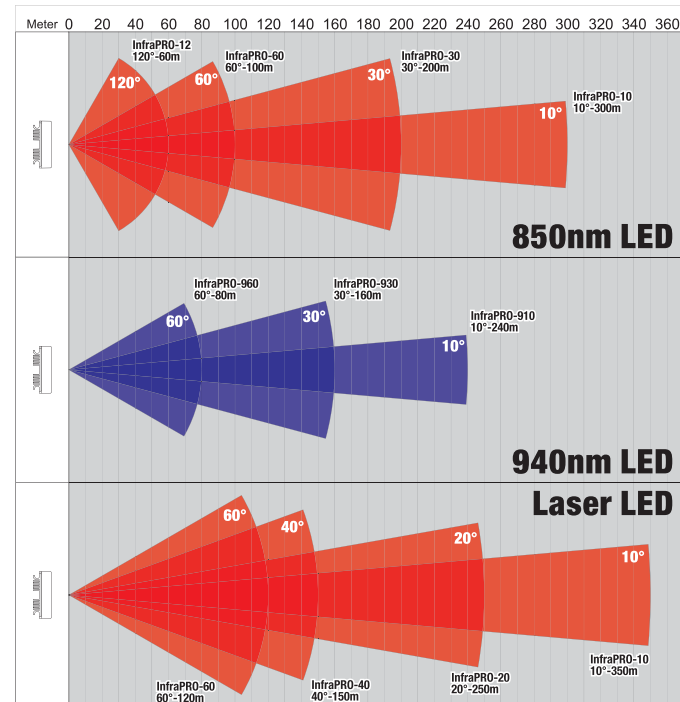 Meter 0 20 40 60 80 100 120 140 160 180 200 220 240 260 280 300 320 340 360
InfraPRO-12
120°-60m
InfraPRO-60
60°-100m
InfraPRO-30
30°-200m
InfraPRO-10
10°-300m
120°
60°
30°
10°
850nm LED
InfraPRO-960
60°-80m
InfraPRO-930
30°-160m
InfraPRO-910
10°-240m
60°
30°
10°
940nm LED
Laser LED
60°
40°
20°
10°
InfraPRO-60
60°-120m
InfraPRO-40
40°-150m
InfraPRO-20
20°-250m
InfraPRO-10
10°-350m